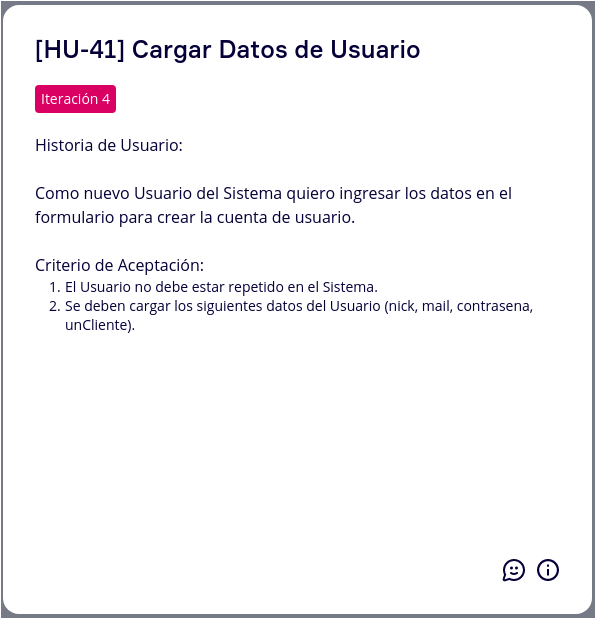 [HU-41] Cargar Datos de Usuario
Iteración 4
Historia de Usuario:
Como nuevo Usuario del Sistema quiero ingresar los datos en el
formulario para crear la cuenta de usuario.
Criterio de Aceptación:
1. El Usuario no debe estar repetido en el Sistema.
2. Se deben cargar los siguientes datos del Usuario (nick, mail, contrasena,
unCliente).